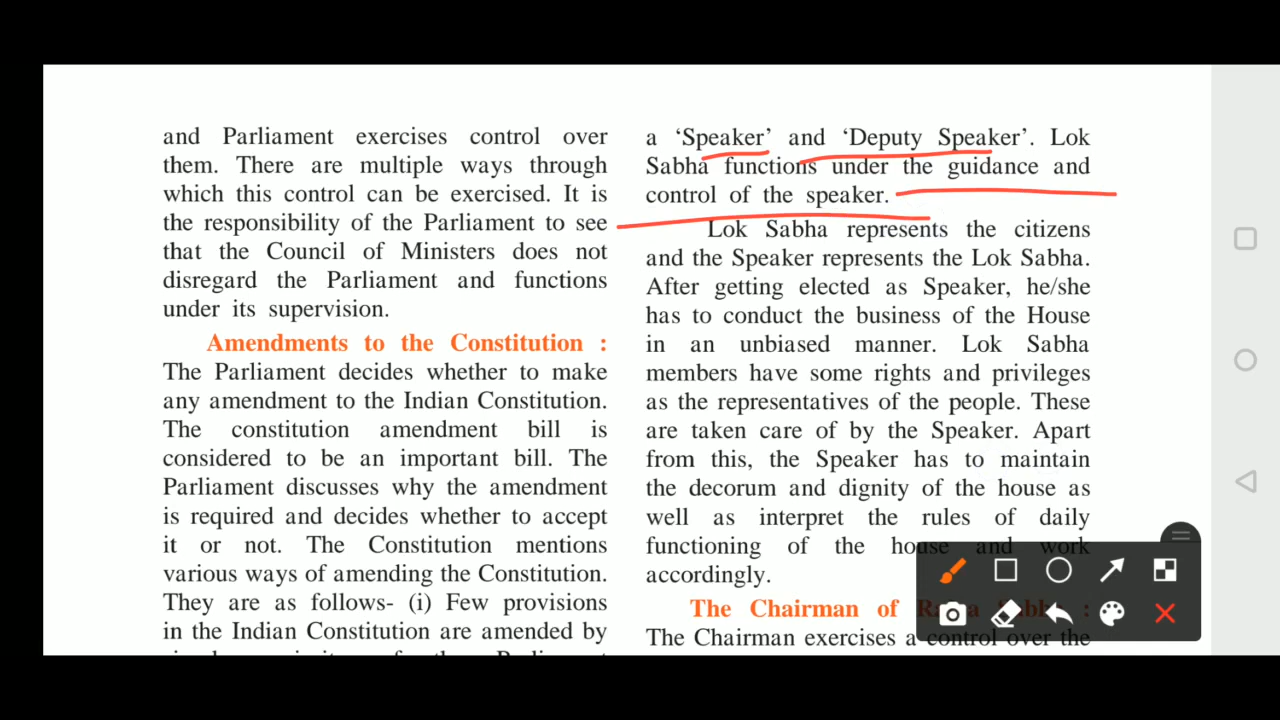 and Parliament exercises control over
them. There are multiple ways through
which this control can be exercised. It is
the responsibility of the Parliament to see
that the Council of Ministers does not
disregard the Parliament and functions
under its supervision.
Amendments to the Constitution :
The Parliament decides whether to make
any amendment to the Indian Constitution.
The constitution amendment bill is
considered to be an important bill. The
Parliament discusses why the amendment
is required and decides whether to accept
it or not. The Constitution mentions
various ways of amending the Constitution.
They are as follows- (i) Few provisions
in the Indian Constitution are amended by
a ‘Speaker’ and ‘Deputy Speaker’. Lok
Sabha functions under the guidance and
control of the speaker.
Lok Sabha represents the citizens
and the Speaker represents the Lok Sabha.
After getting elected as Speaker, he/she
has to conduct the business of the House
in an unbiased manner. Lok Sabha
members have some rights and privileges
as the representatives of the people. These
are taken care of by the Speaker. Apart
from this, the Speaker has to maintain
the decorum and dignity of the house as
well as interpret the rules of daily
functioning of the house and work
accordingly.
The Chairman of Rajya Sabha :
The Chairman exercises a control over the